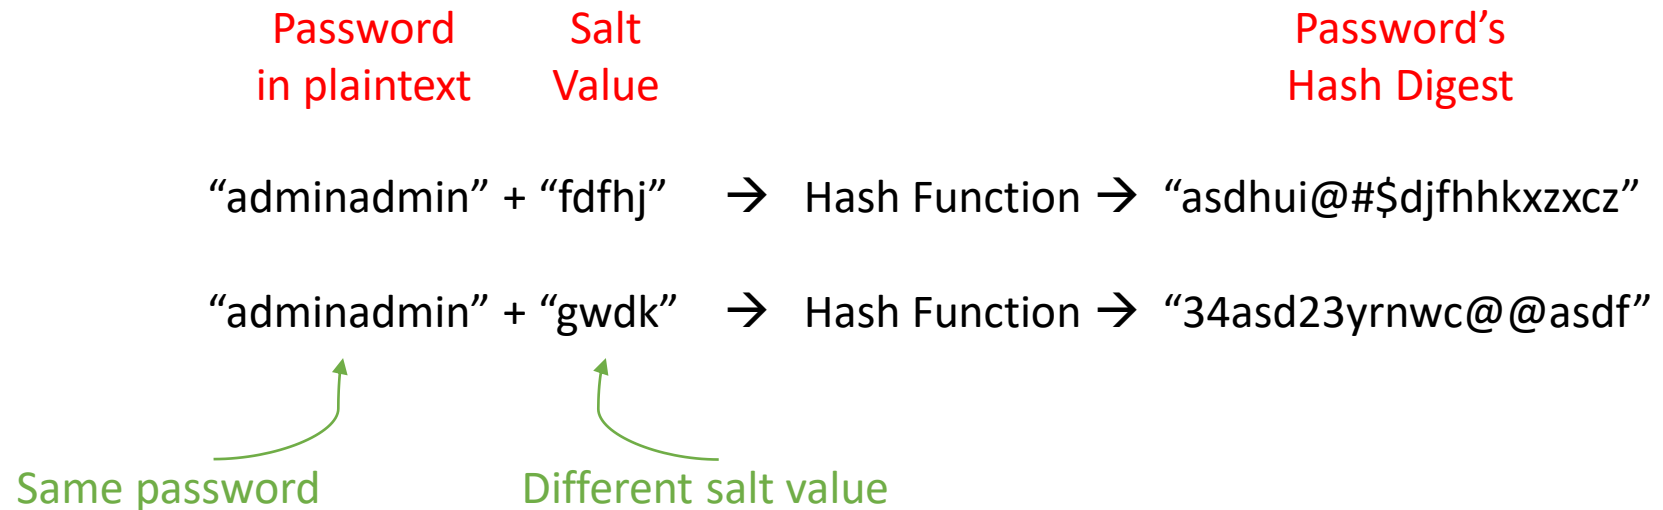 Password Salt Password’s
in plaintext Value Hash Digest
“adminadmin” + “fdfhj” → Hash Function → “asdhui@#$djfhhkxzxcz”
“adminadmin” + “gwdk” → Hash Function → “34asd23yrnwc@@asdf”
Same password Different salt value